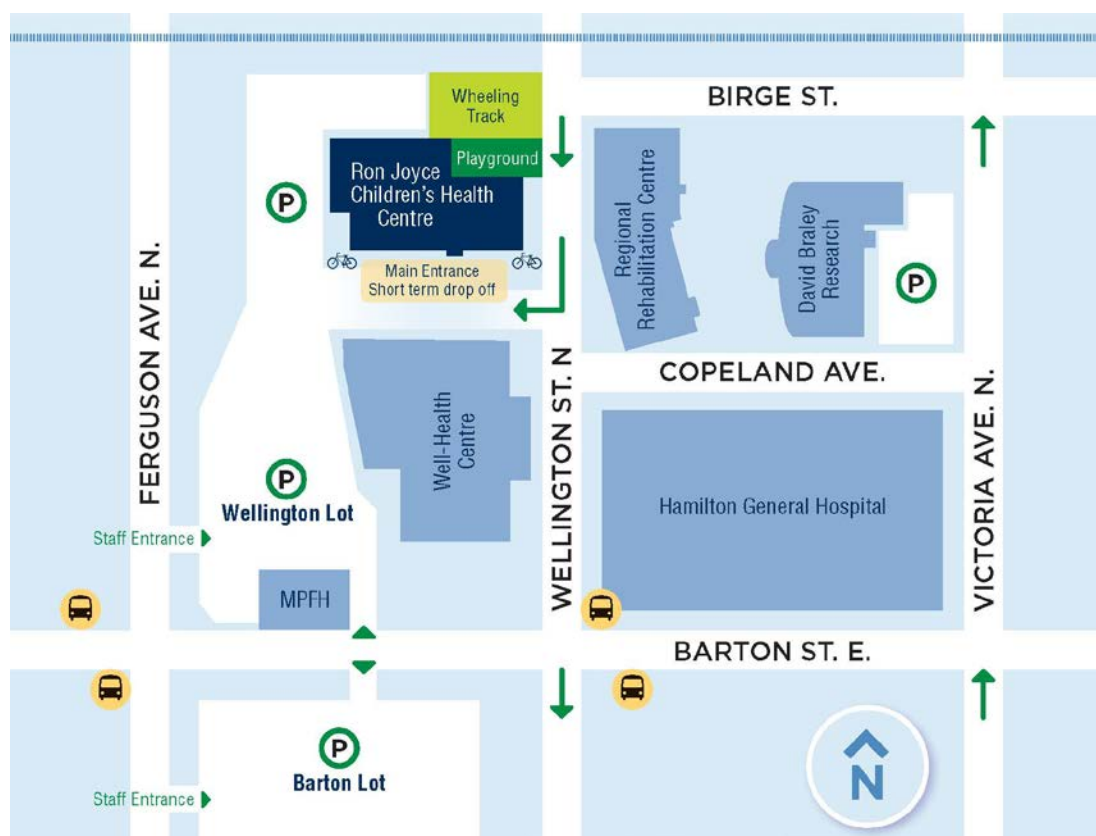 BIRGE ST.
Wheeling
Track
Playground
Ron Joyce
Children's Health
Centre
P
Main Entrance
Short term drop off
Regional
Rehabilitation Centre
David Braley
Research
P
FERGUSON AVE. N.
WELLINGTON ST. N
COPELAND AVE.
VICTORIA AVE. N.
Well-Health
Centre
P
Wellington Lot
Hamilton General Hospital
Staff Entrance
MPFH
BARTON ST. E.
P
Barton Lot
Staff Entrance
N